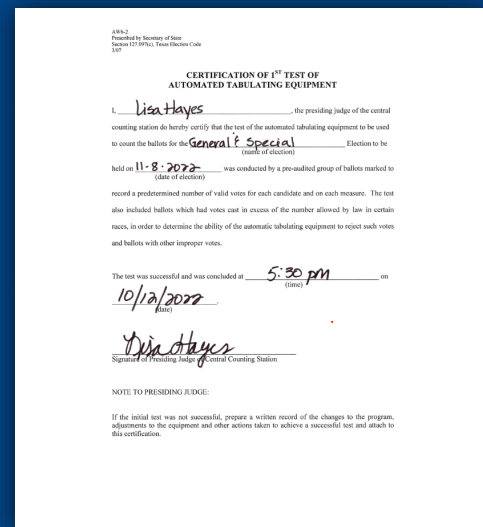 AW8-2
Prescribed by Secretary of State
Section 127.097(c), Texas Election Code
3/07
CERTIFICATION OF 1ST TEST OF
AUTOMATED TABULATING EQUIPMENT
I, Lisa Hayes, the presiding judge of the central
counting station do hereby certify that the test of the automated tabulating equipment to be used
to count the ballots for the General & Special Election to be
(name of election)
held on 11-8-2022 was conducted by a pre-audited group of ballots marked to
(date of election)
record a predetermined number of valid votes for each candidate and on each measure. The test
also included ballots which had votes cast in excess of the number allowed by law in certain
races, in order to determine the ability of the automatic tabulating equipment to reject such votes
and ballots with other improper votes.
The test was successful and was concluded at 5:30 pm on
(time)
10/12/2022.
(date)
Lisa Hayes
Signature of Presiding Judge of Central Counting Station
NOTE TO PRESIDING JUDGE:
If the initial test was not successful, prepare a written record of the changes to the program,
adjustments to the equipment and other actions taken to achieve a successful test and attach to
this certification.